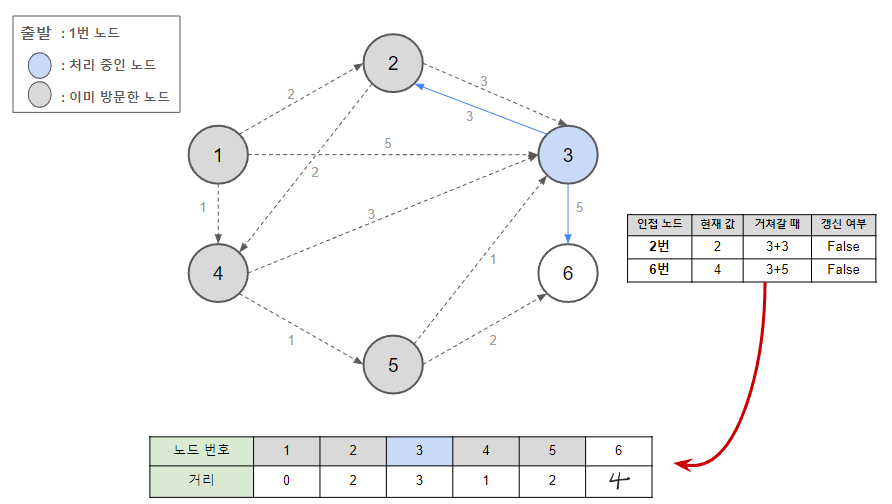 출발 : 1번 노드
: 처리 중인 노드
: 이미 방문한 노드
2
3
2
3
1
5
3
1
2
5
인접 노드 현재 값 거쳐갈 때 갱신 여부
2번 2 3+3 False
6번 4 3+5 False
3
4
1
6
1
2
5
노드 번호 1 2 3 4 5 6
거리 0 2 3 1 2 4